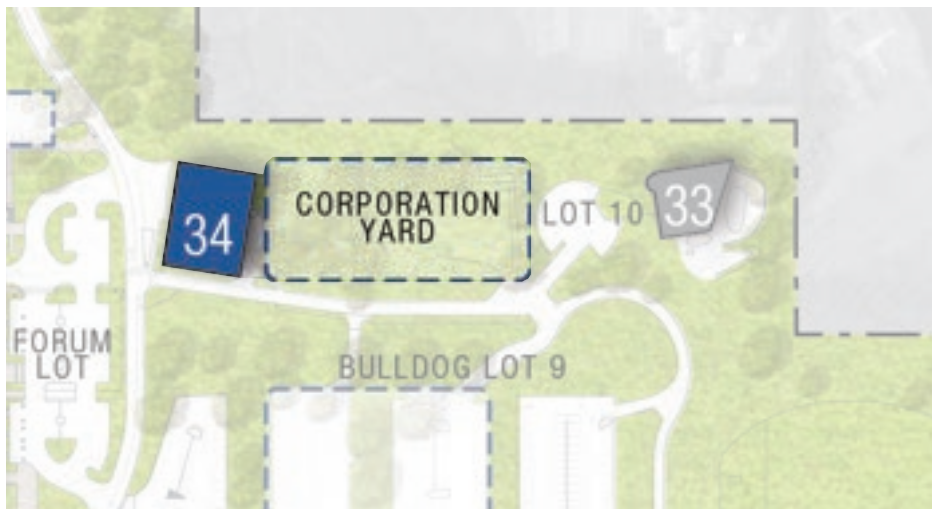 CORPORATION
YARD
34
LOT 10
33
FORUM
LOT
BULLDOG LOT 9